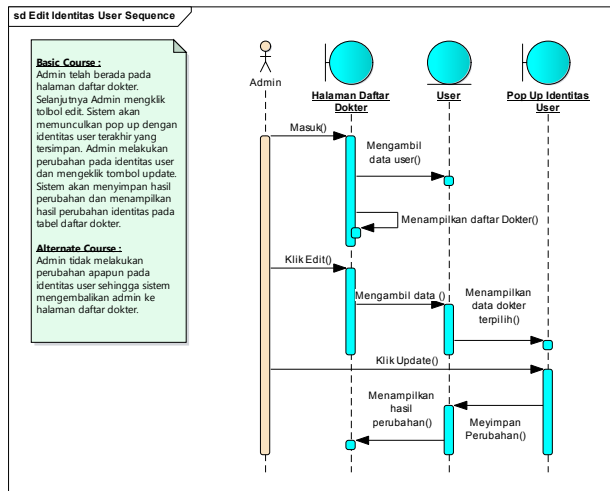 sd Edit Identitas User Sequence
Basic Course :
Admin telah berada pada
halaman daftar dokter.
Selanjutnya Admin mengklik
tolbol edit. Sistem akan
memunculkan pop up dengan
identitas user terakhir yang
tersimpan. Admin melakukan
perubahan pada identitas user
dan mengeklik tombol update.
Sistem akan menyimpan hasil
perubahan dan menampilkan
hasil perubahan identitas pada
tabel daftar dokter.
Alternate Course :
Admin tidak melakukan
perubahan apapun pada
identitas user sehingga sistem
mengembalikan admin ke
halaman daftar dokter.
Admin
Halaman Daftar
Dokter
User
Pop Up Identitas
User
Masuk()
Mengambil
data user()
Menampilkan daftar Dokter()
Klik Edit()
Mengambil data ()
Menampilkan
data dokter
terpilih()
Klik Update()
Menampilkan
hasil
perubahan()
Meyimpan
Perubahan()